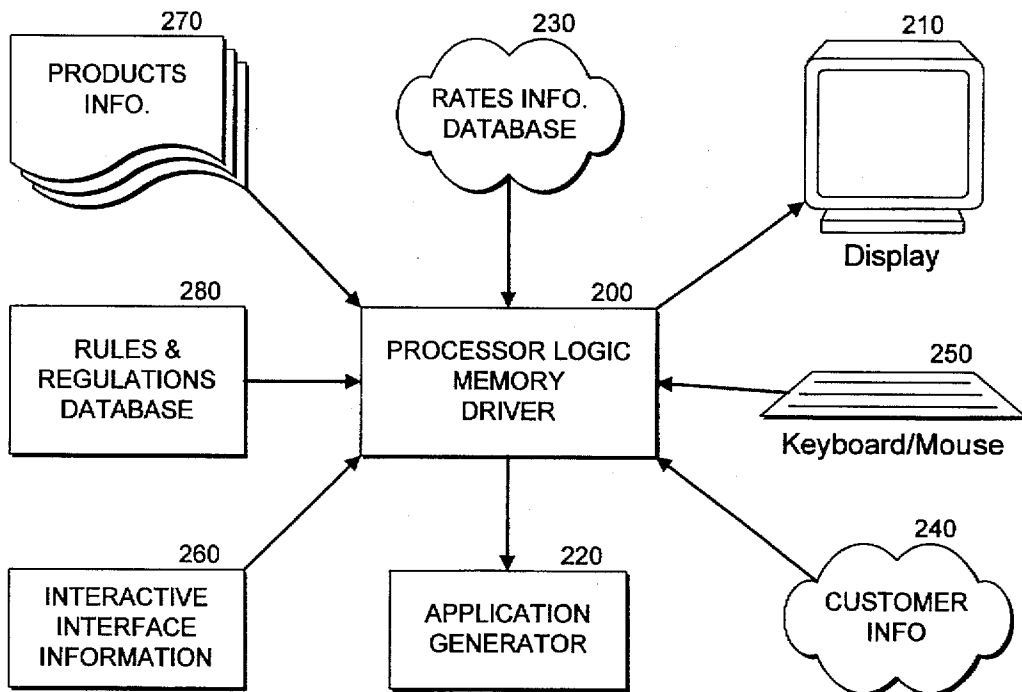 270
PRODUCTS
INFO.
230
RATES INFO.
DATABASE
210
Display
280
RULES &
REGULATIONS
DATABASE
200
PROCESSOR LOGIC
MEMORY
DRIVER
250
Keyboard/Mouse
260
INTERACTIVE
INTERFACE
INFORMATION
220
APPLICATION
GENERATOR
240
CUSTOMER
INFO